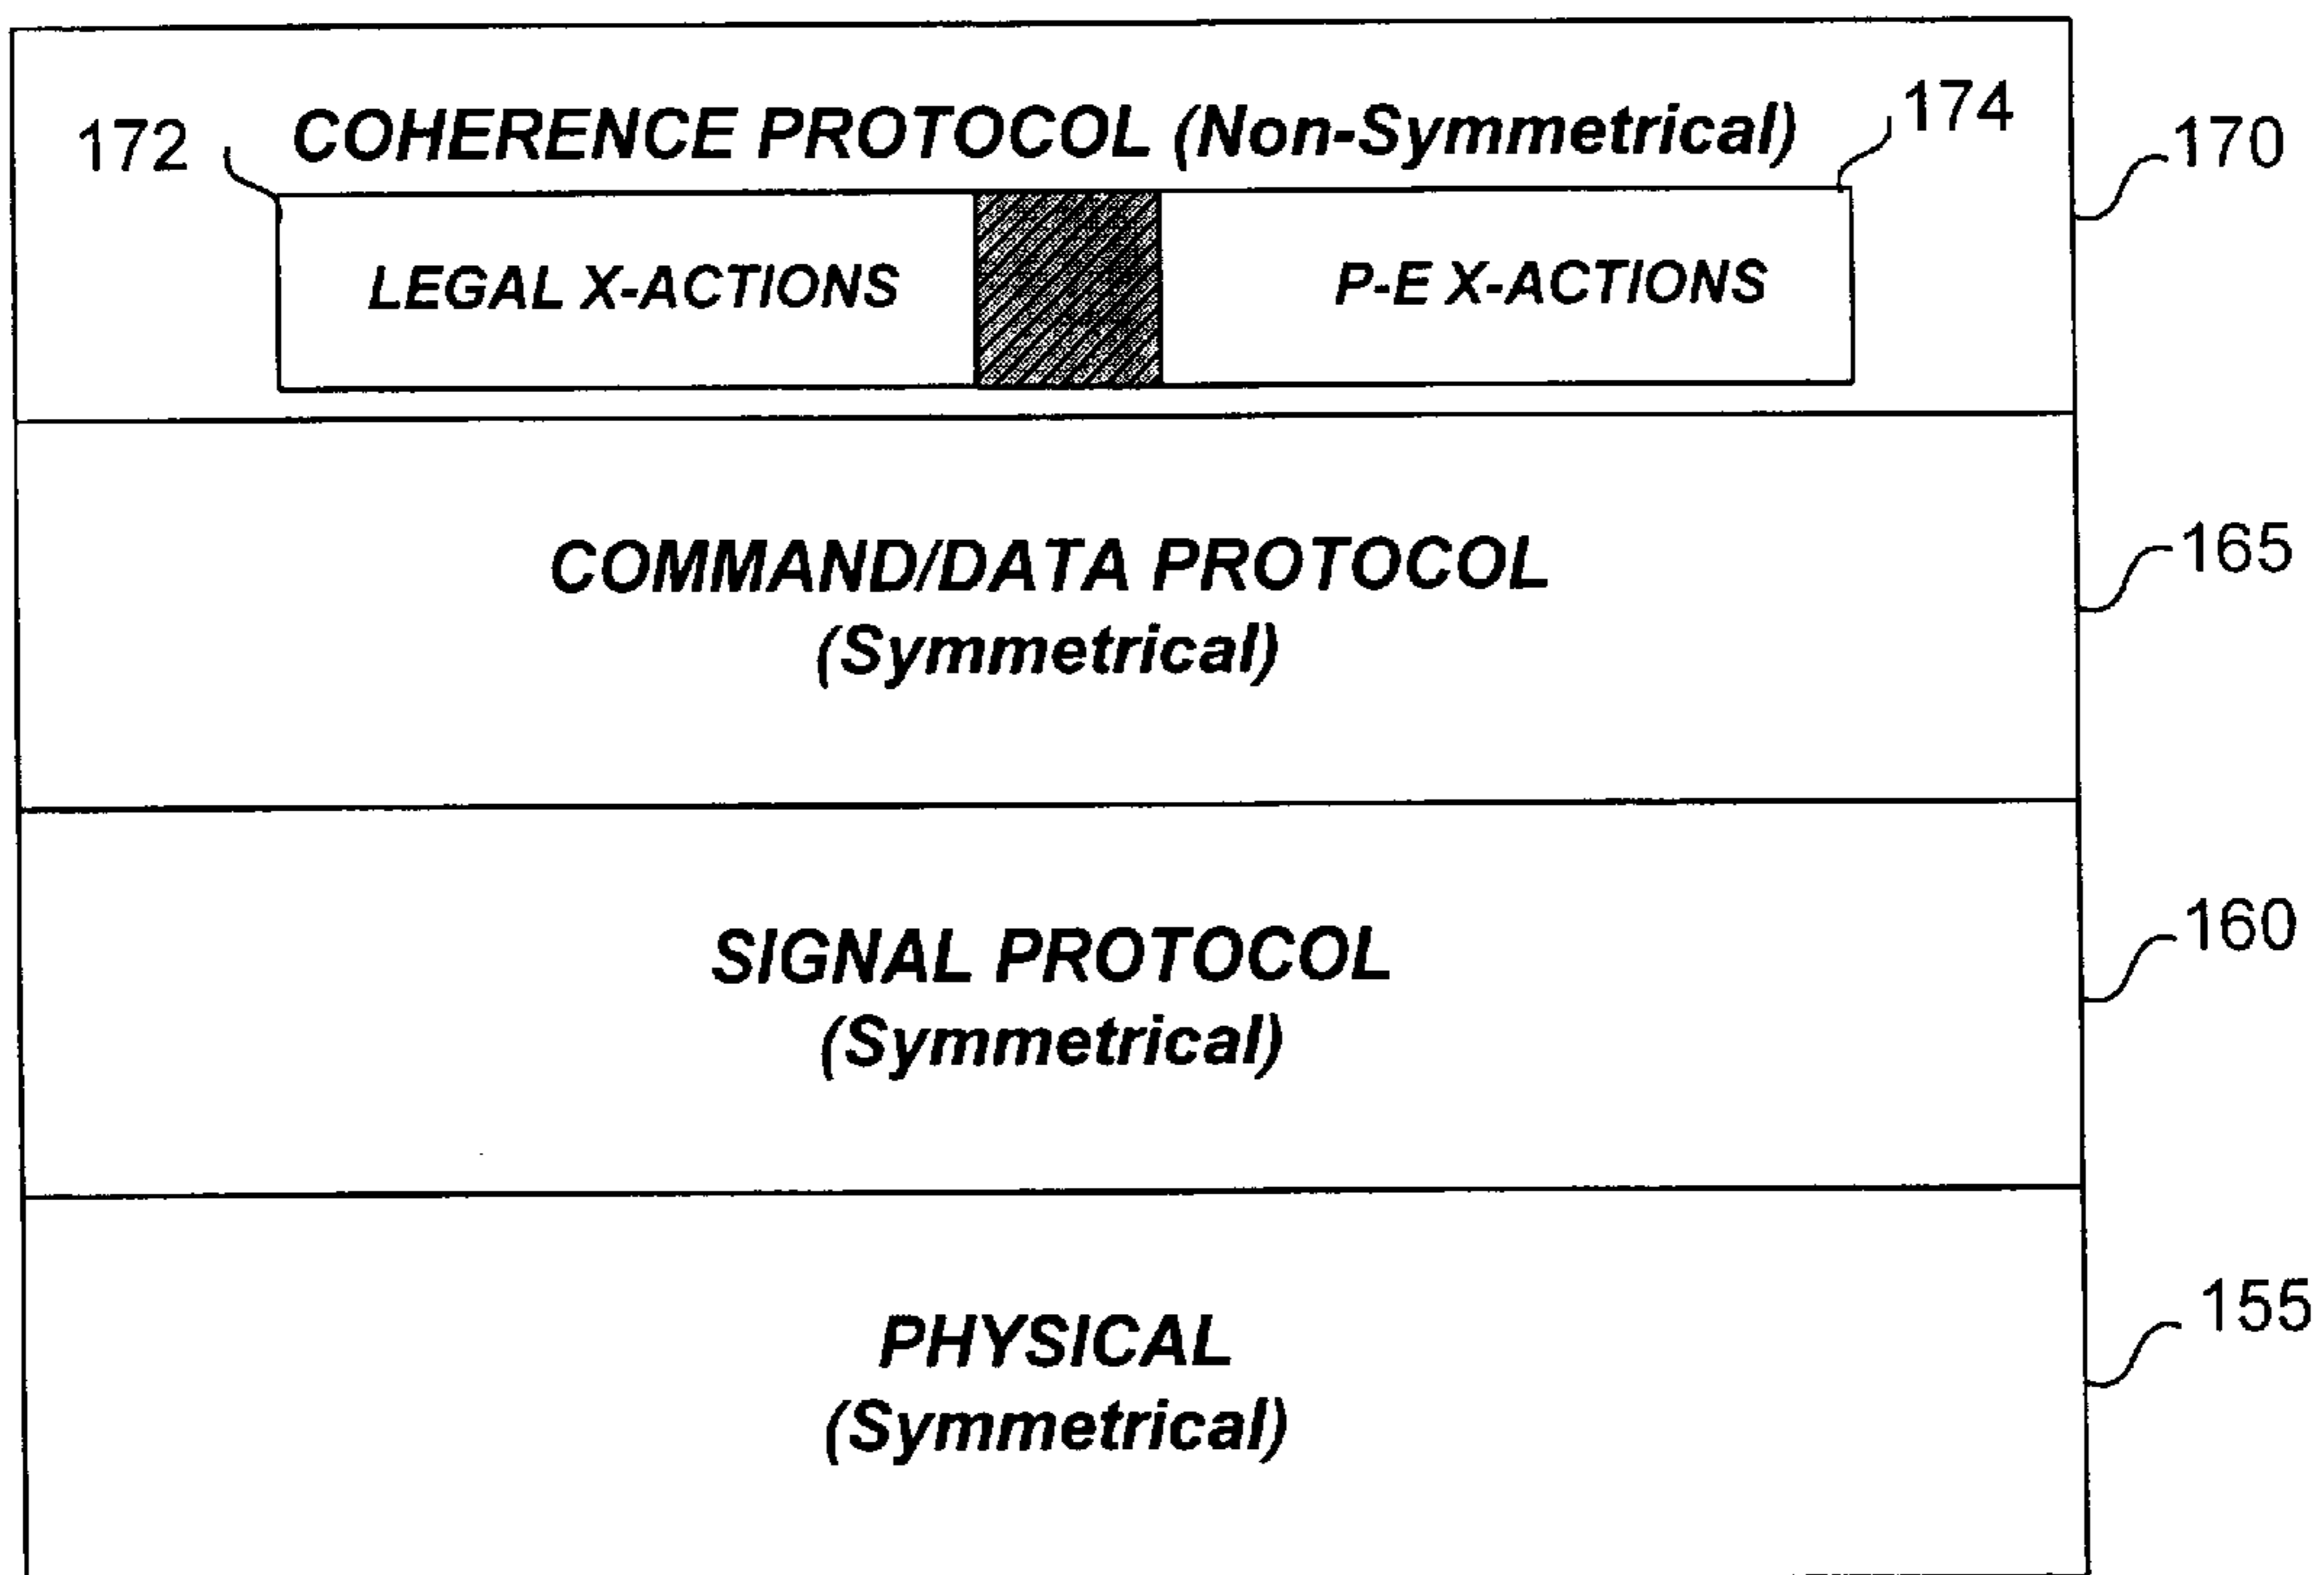 COHERENCE PROTOCOL (Non-Symmetrical)
172
174
170
LEGAL X-ACTIONS
P-E X-ACTIONS
COMMAND/DATA PROTOCOL
(Symmetrical)
165
SIGNAL PROTOCOL
(Symmetrical)
160
PHYSICAL
(Symmetrical)
155